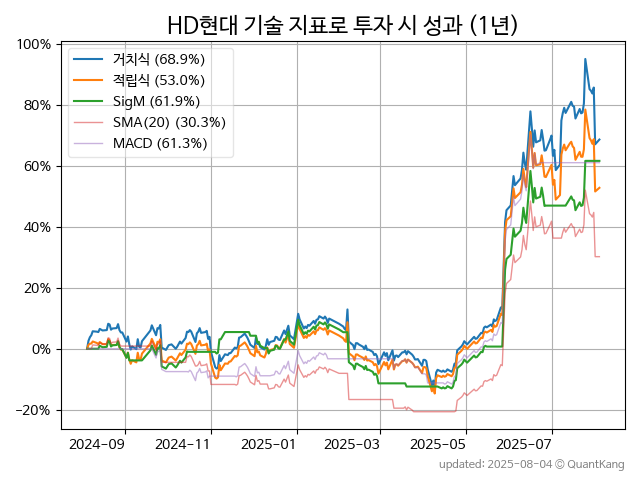 HD현대 기술 지표로 투자 시 성과 (1년)
100%
80%
60%
40%
20%
0%
−20%
거치식 (68.9%)
적립식 (53.0%)
SigM (61.9%)
SMA(20) (30.3%)
MACD (61.3%)
2024-09
2024-11
2025-01
2025-03
2025-05
2025-07
updated: 2025-08-04 © QuantKang